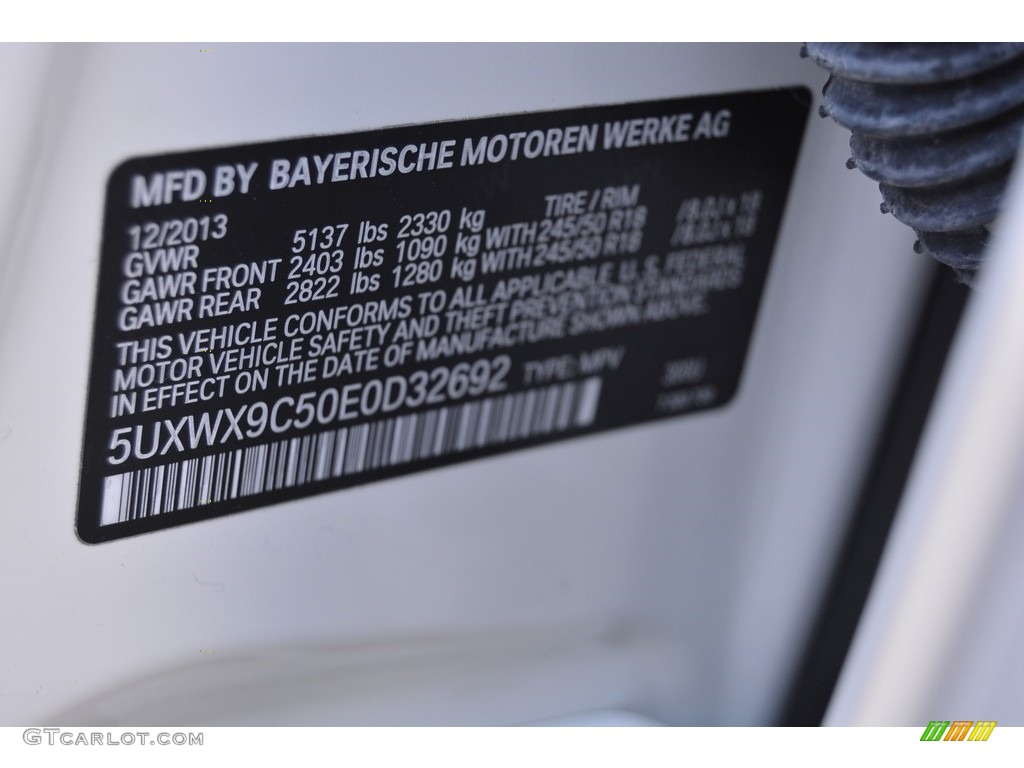 MFD BY BAYERISCHE MOTOREN WERKE AG
12/2013 TIRE / RIM
GVWR 5137 lbs 2330 kg
GAWR FRONT 2403 lbs 1090 kg WITH 245/50 R18
GAWR REAR 2822 lbs 1280 kg WITH 245/50 R18
THIS VEHICLE CONFORMS TO ALL APPLICABLE U. S. FEDERAL
MOTOR VEHICLE SAFETY AND THEFT PREVENTION STANDARDS
IN EFFECT ON THE DATE OF MANUFACTURE SHOWN ABOVE.
5UXWX9C50E0D32692 TYPE: MPV
GTCARLOT.COM